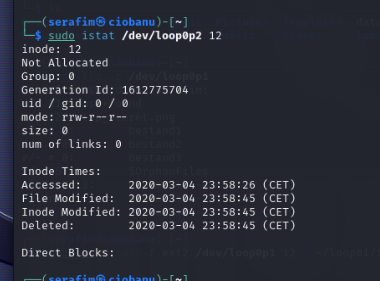 ┌──(serafim㉿ciobanu)-[~]
└─$ sudo istat /dev/loop0p2 12
inode: 12
Not Allocated
Group: 0
Generation Id: 1612775704
uid / gid: 0 / 0
mode: rrw-r--r--
size: 0
num of links: 0
Inode Times:
Accessed: 2020-03-04 23:58:26 (CET)
File Modified: 2020-03-04 23:58:45 (CET)
Inode Modified: 2020-03-04 23:58:45 (CET)
Deleted: 2020-03-04 23:58:45 (CET)
Direct Blocks:
┌──(serafim㉿ciobanu)-[~]